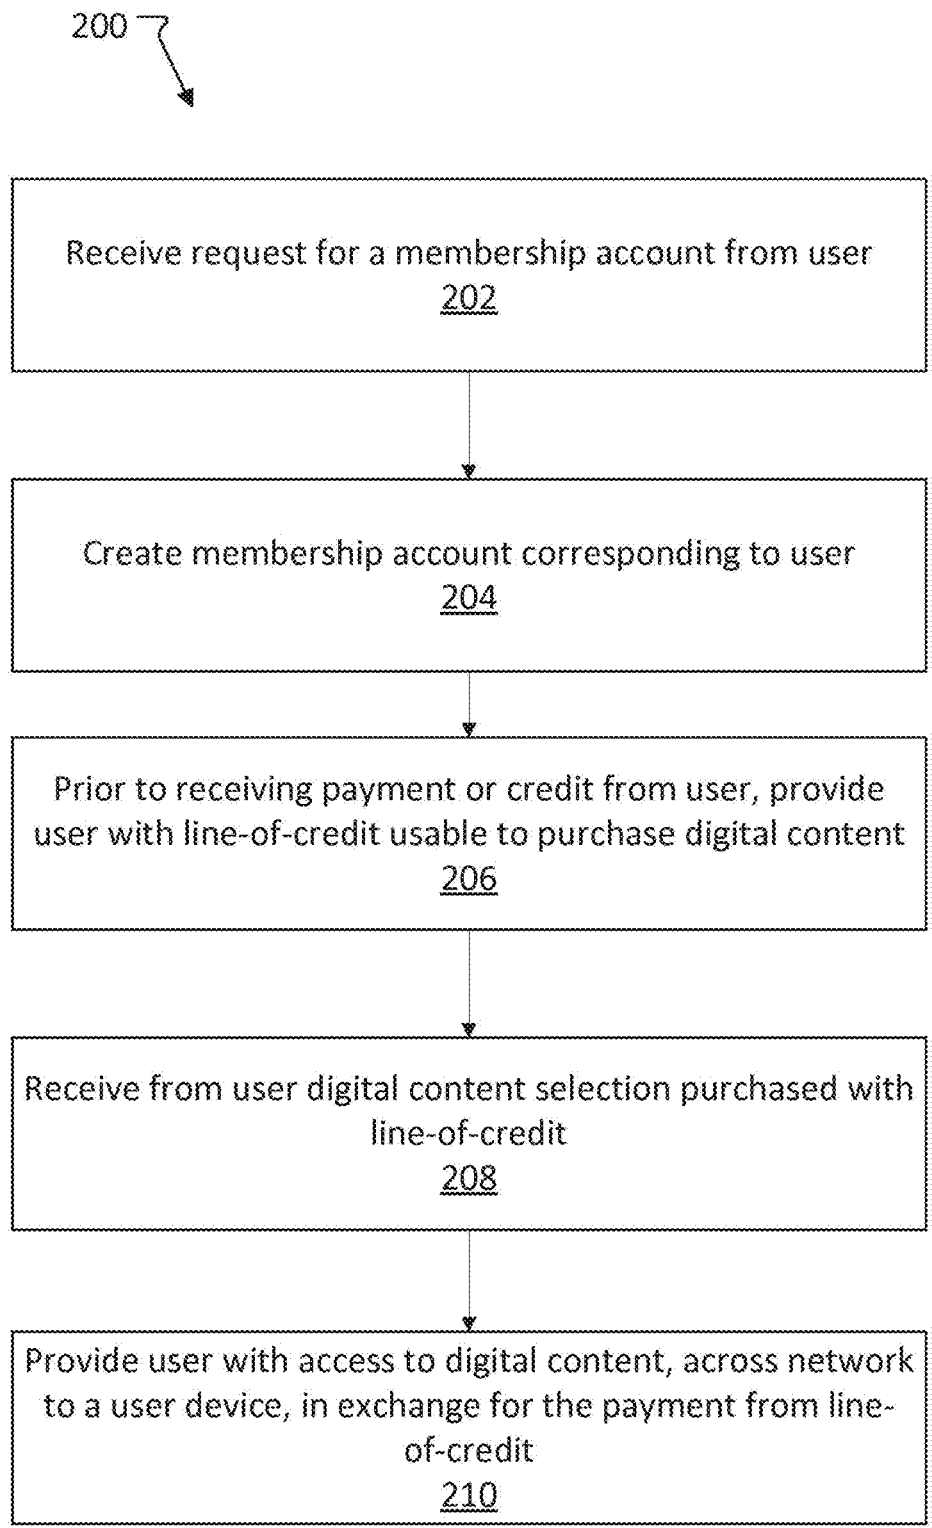 200
Receive request for a membership account from user
202
Create membership account corresponding to user
204
Prior to receiving payment or credit from user, provide
user with line-of-credit usable to purchase digital content
206
Receive from user digital content selection purchased with
line-of-credit
208
Provide user with access to digital content, across network
to a user device, in exchange for the payment from line-
of-credit
210